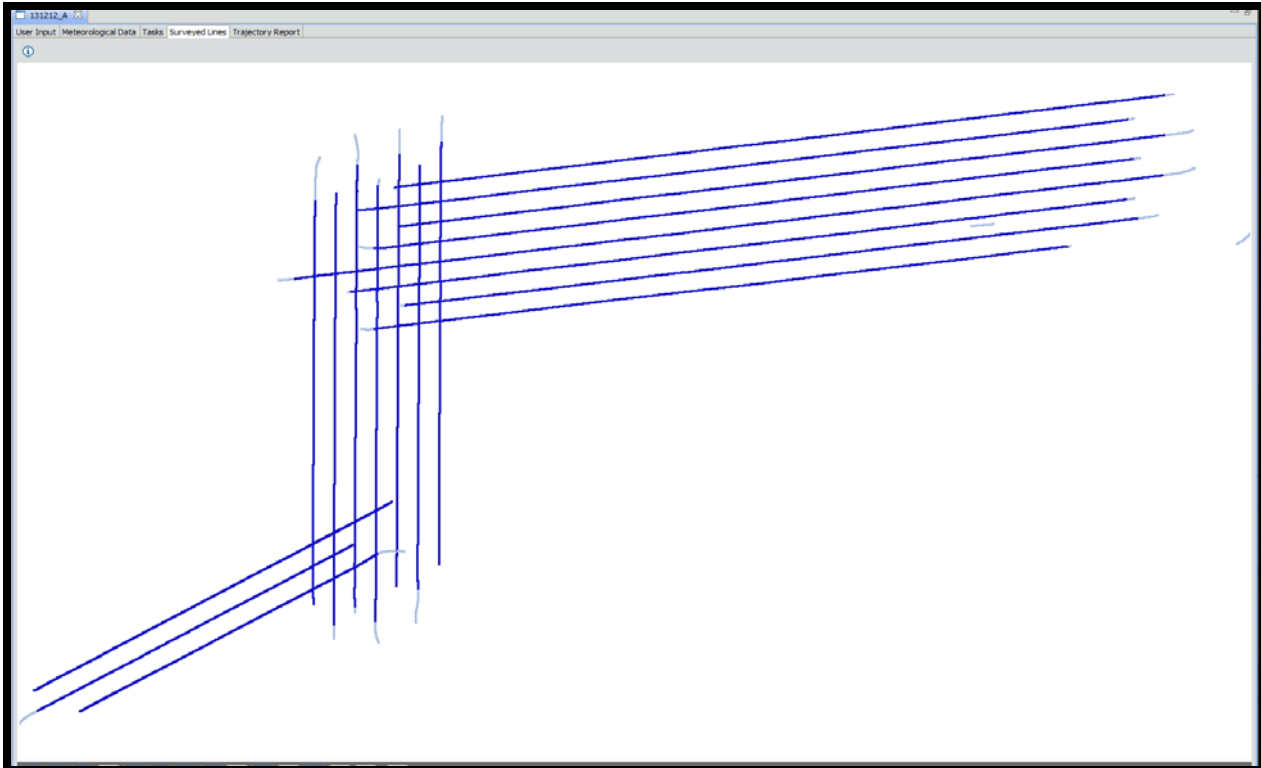 131212_A
User Input Meteorological Data Tasks Surveyed Lines Trajectory Report